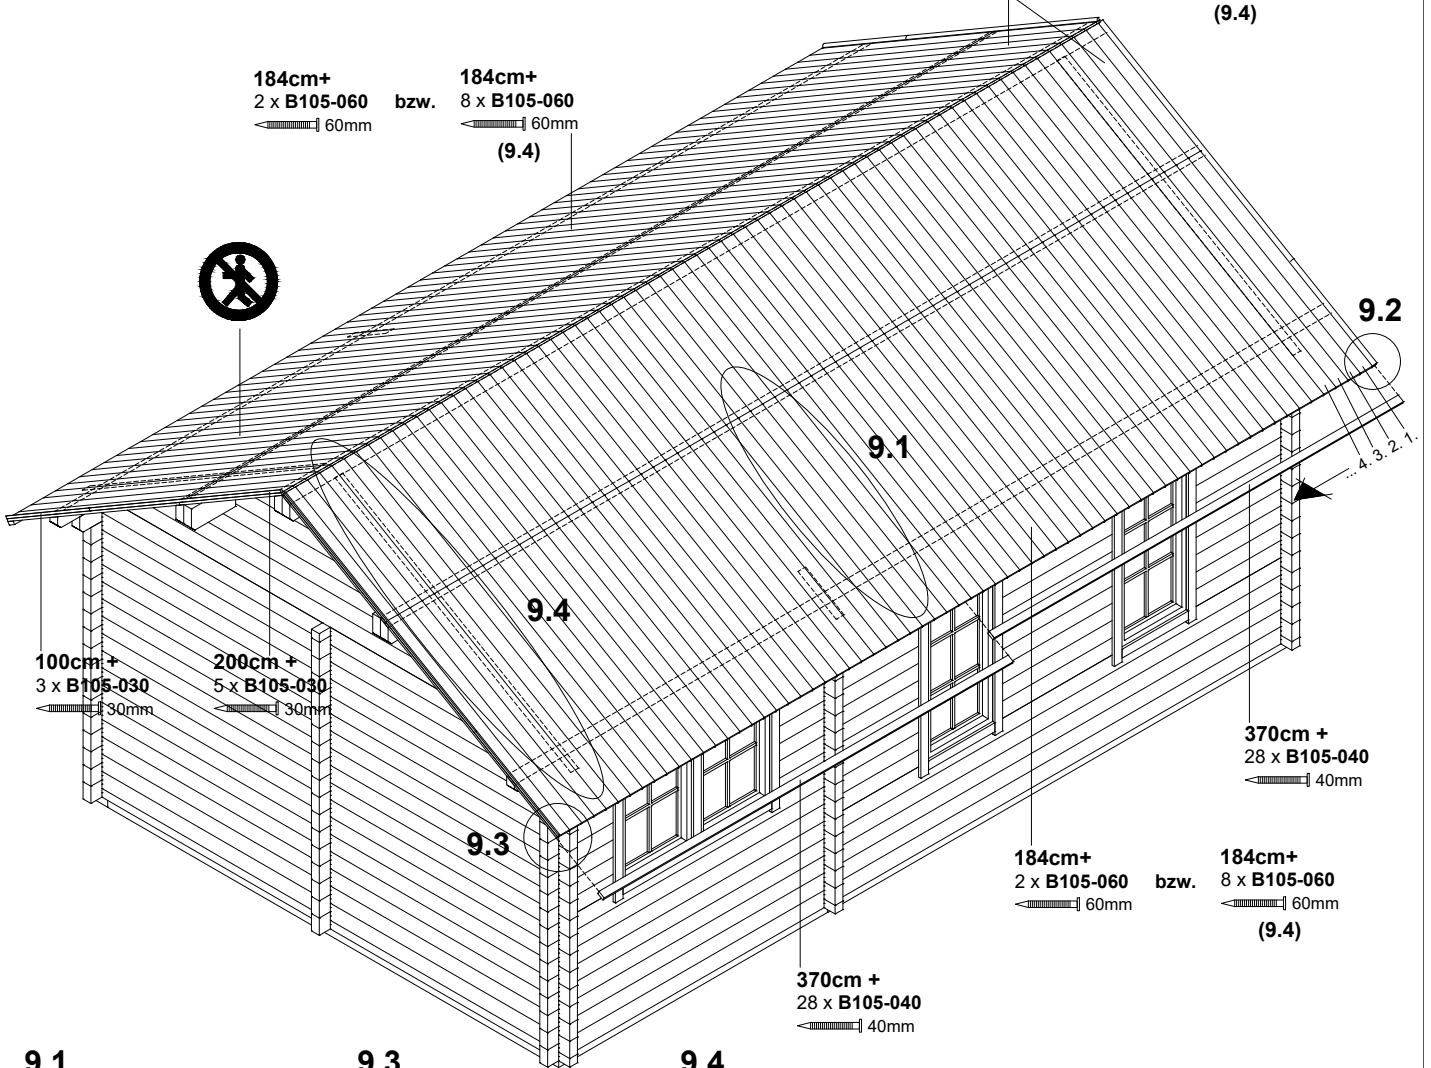 (9.4)
184cm+
2 x B105-060
60mm
bzw.
184cm+
8 x B105-060
60mm
(9.4)
9.2
9.1
... 4. 3. 2. 1.
9.4
100cm +
3 x B105-030
30mm
200cm +
5 x B105-030
30mm
370cm +
28 x B105-040
40mm
9.3
184cm+
2 x B105-060
60mm
bzw.
184cm+
8 x B105-060
60mm
(9.4)
370cm +
28 x B105-040
40mm
9.1
9.3
9.4